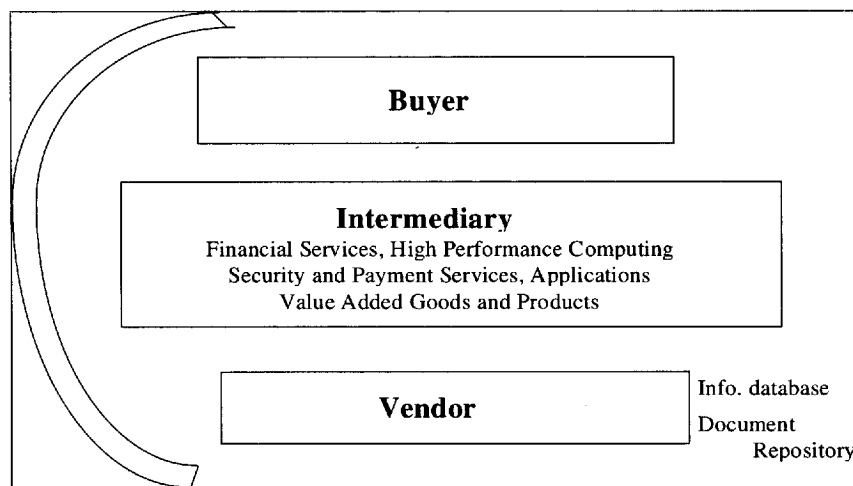 Buyer
Intermediary
Financial Services, High Performance Computing
Security and Payment Services, Applications
Value Added Goods and Products
Vendor
Info. database
Document
Repository